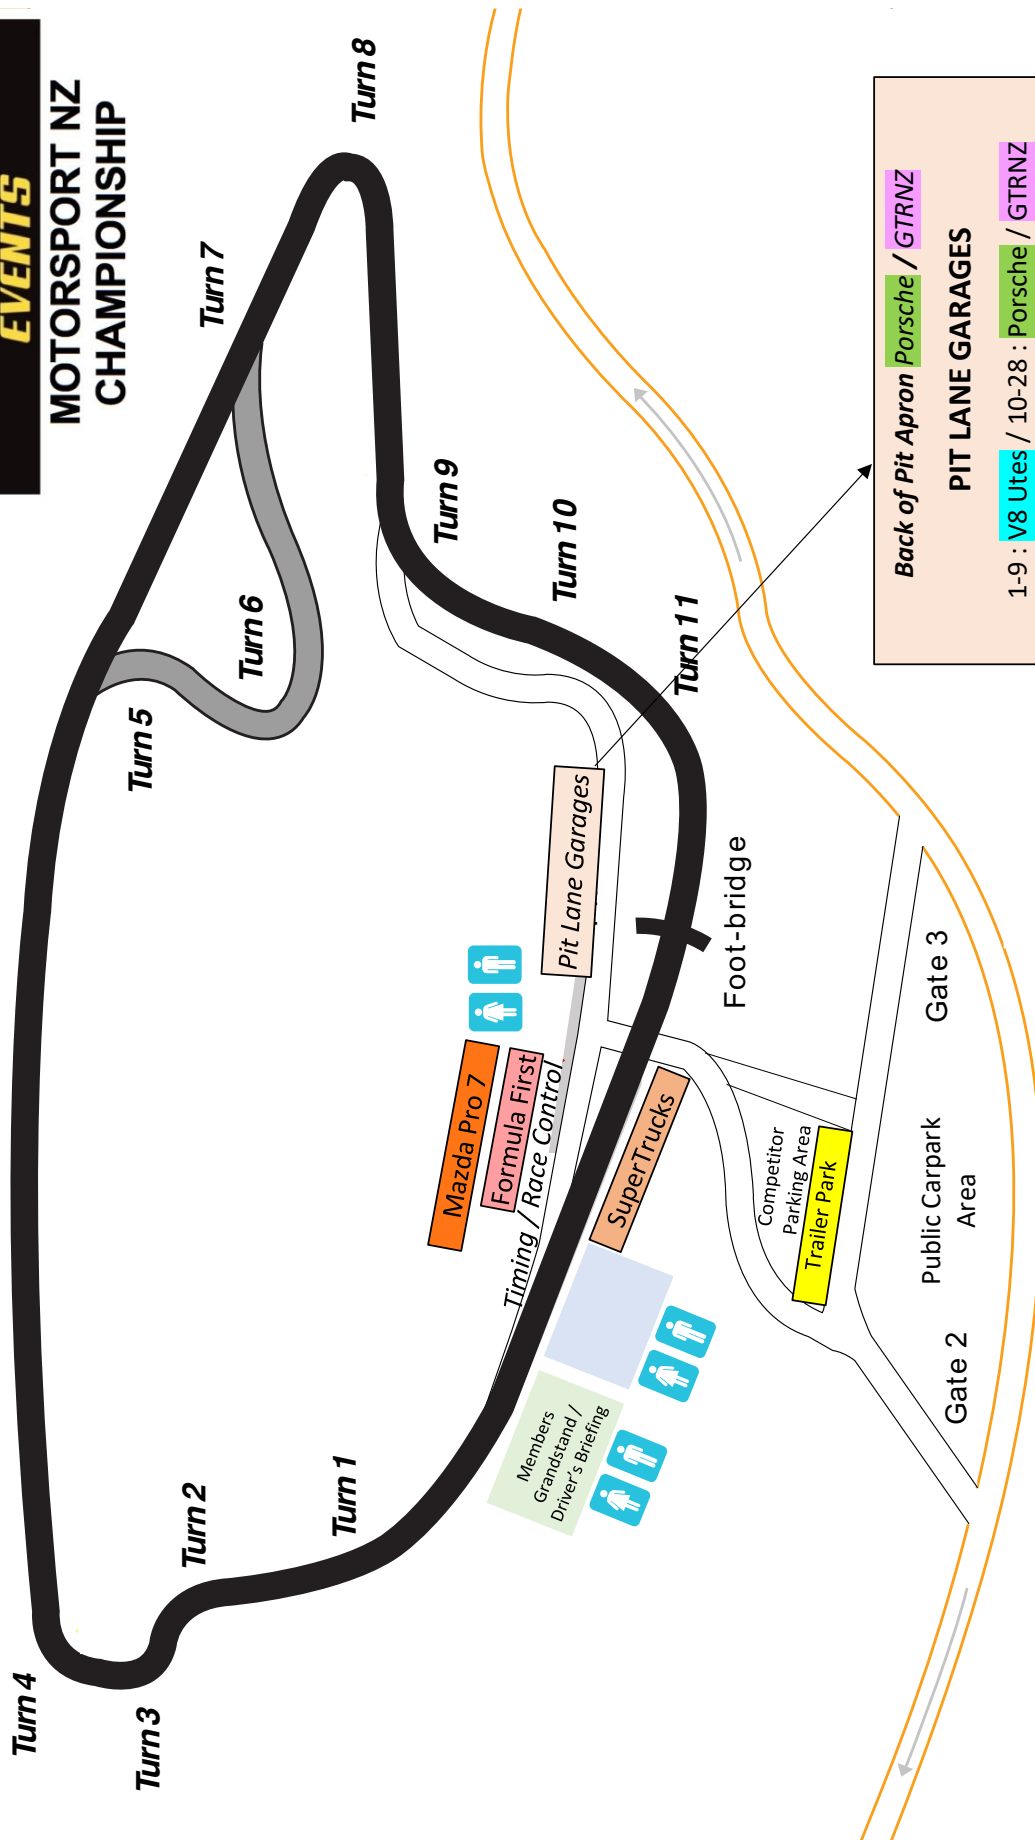 EVENTS
MOTORSPORT NZ
CHAMPIONSHIP
Turn 8
Turn 7
Turn 9
Turn 10
Turn 11
Turn 6
Turn 5
Turn 4
Turn 3
Turn 2
Turn 1
Back of Pit Apron Porsche / GTRNZ
PIT LANE GARAGES
1-9 : V8 Utes / 10-28 : Porsche / GTRNZ
Pit Lane Garages
Foot-bridge
Mazda Pro 7
Formula First
Timing / Race Control
SuperTrucks
Competitor
Parking Area
Trailer Park
Gate 3
Public Carpark
Area
Gate 2
Members
Grandstand /
Driver's Briefing